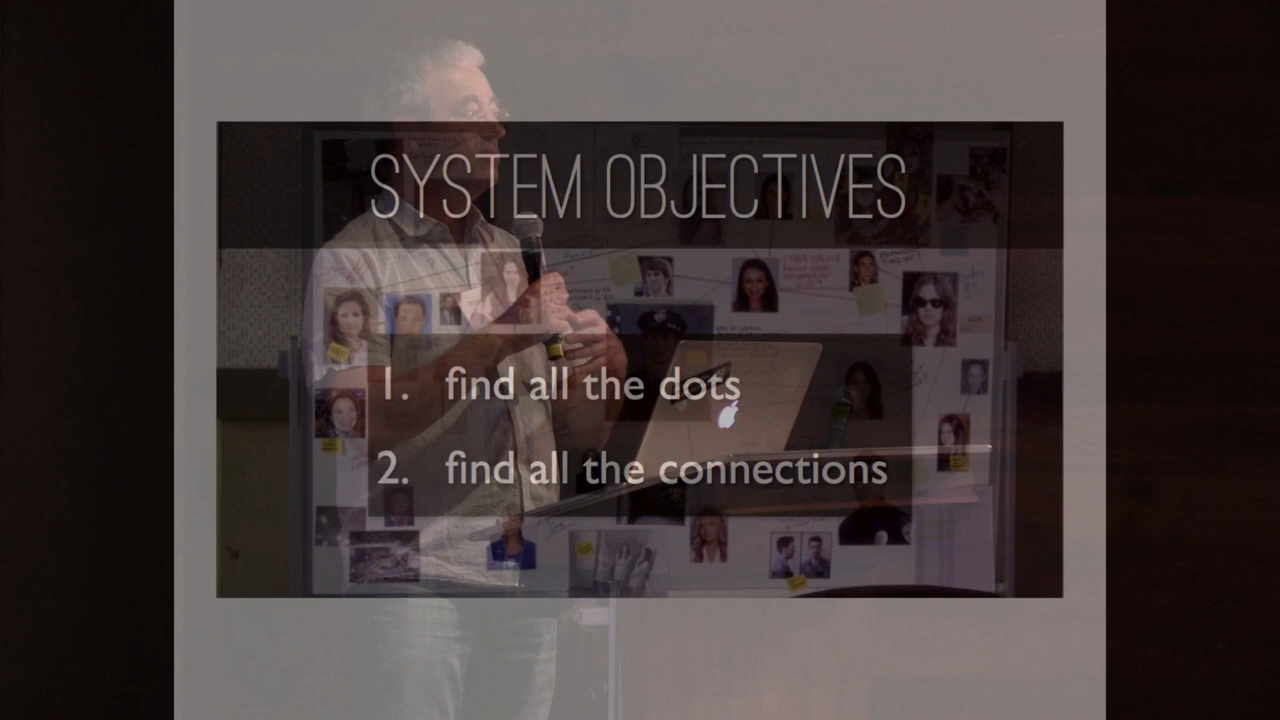 SYSTEM OBJECTIVES
1. find all the dots
2. find all the connections